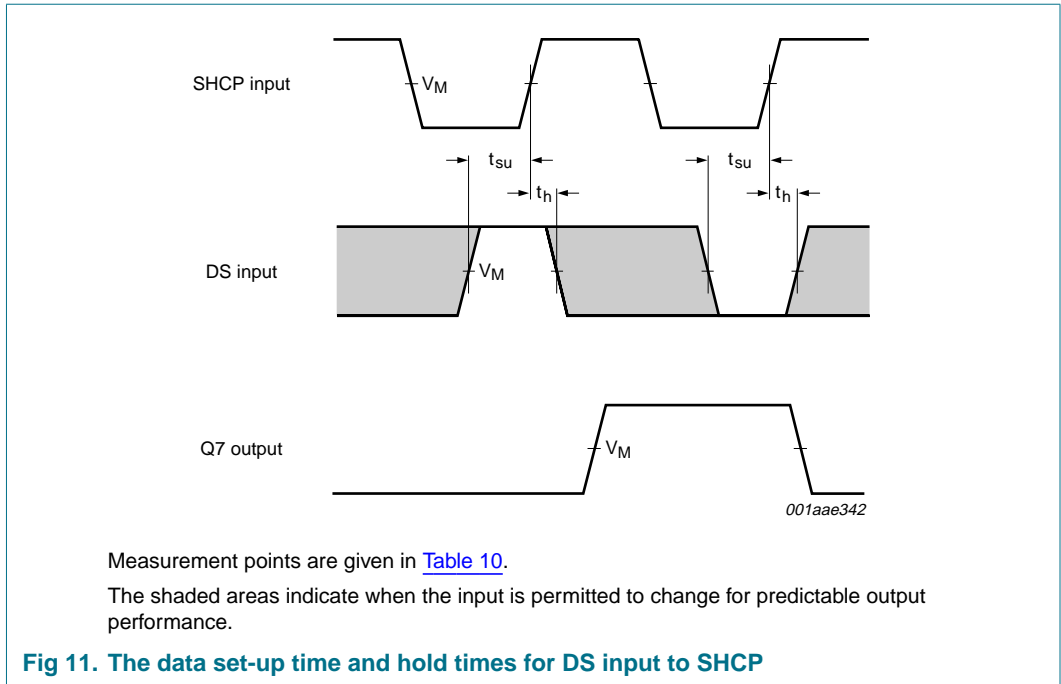 SHCP input
VM
tsu
tsu
th
th
DS input
VM
Q7 output
VM
001aae342
Measurement points are given in Table 10.
The shaded areas indicate when the input is permitted to change for predictable output
performance.
Fig 11. The data set-up time and hold times for DS input to SHCP